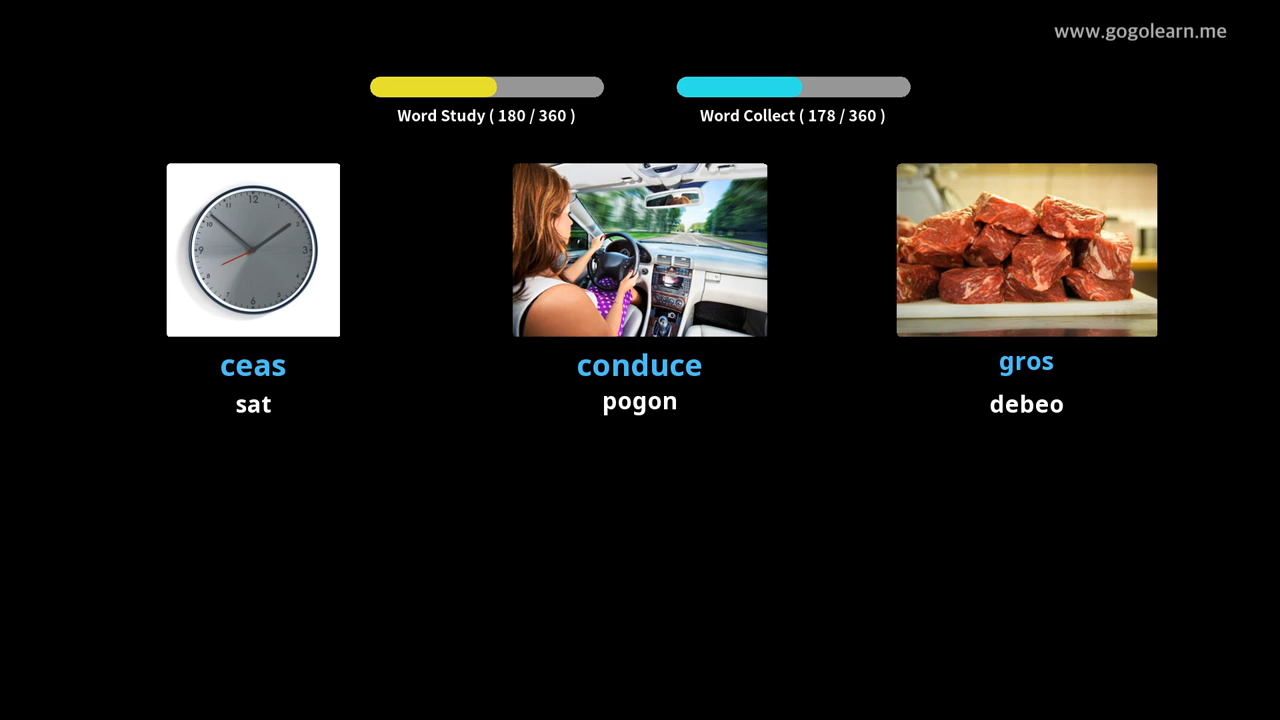 www.gogolearn.me
Word Study ( 180 / 360 )
Word Collect ( 178 / 360 )
ceas
sat
conduce
pogon
gros
debeo